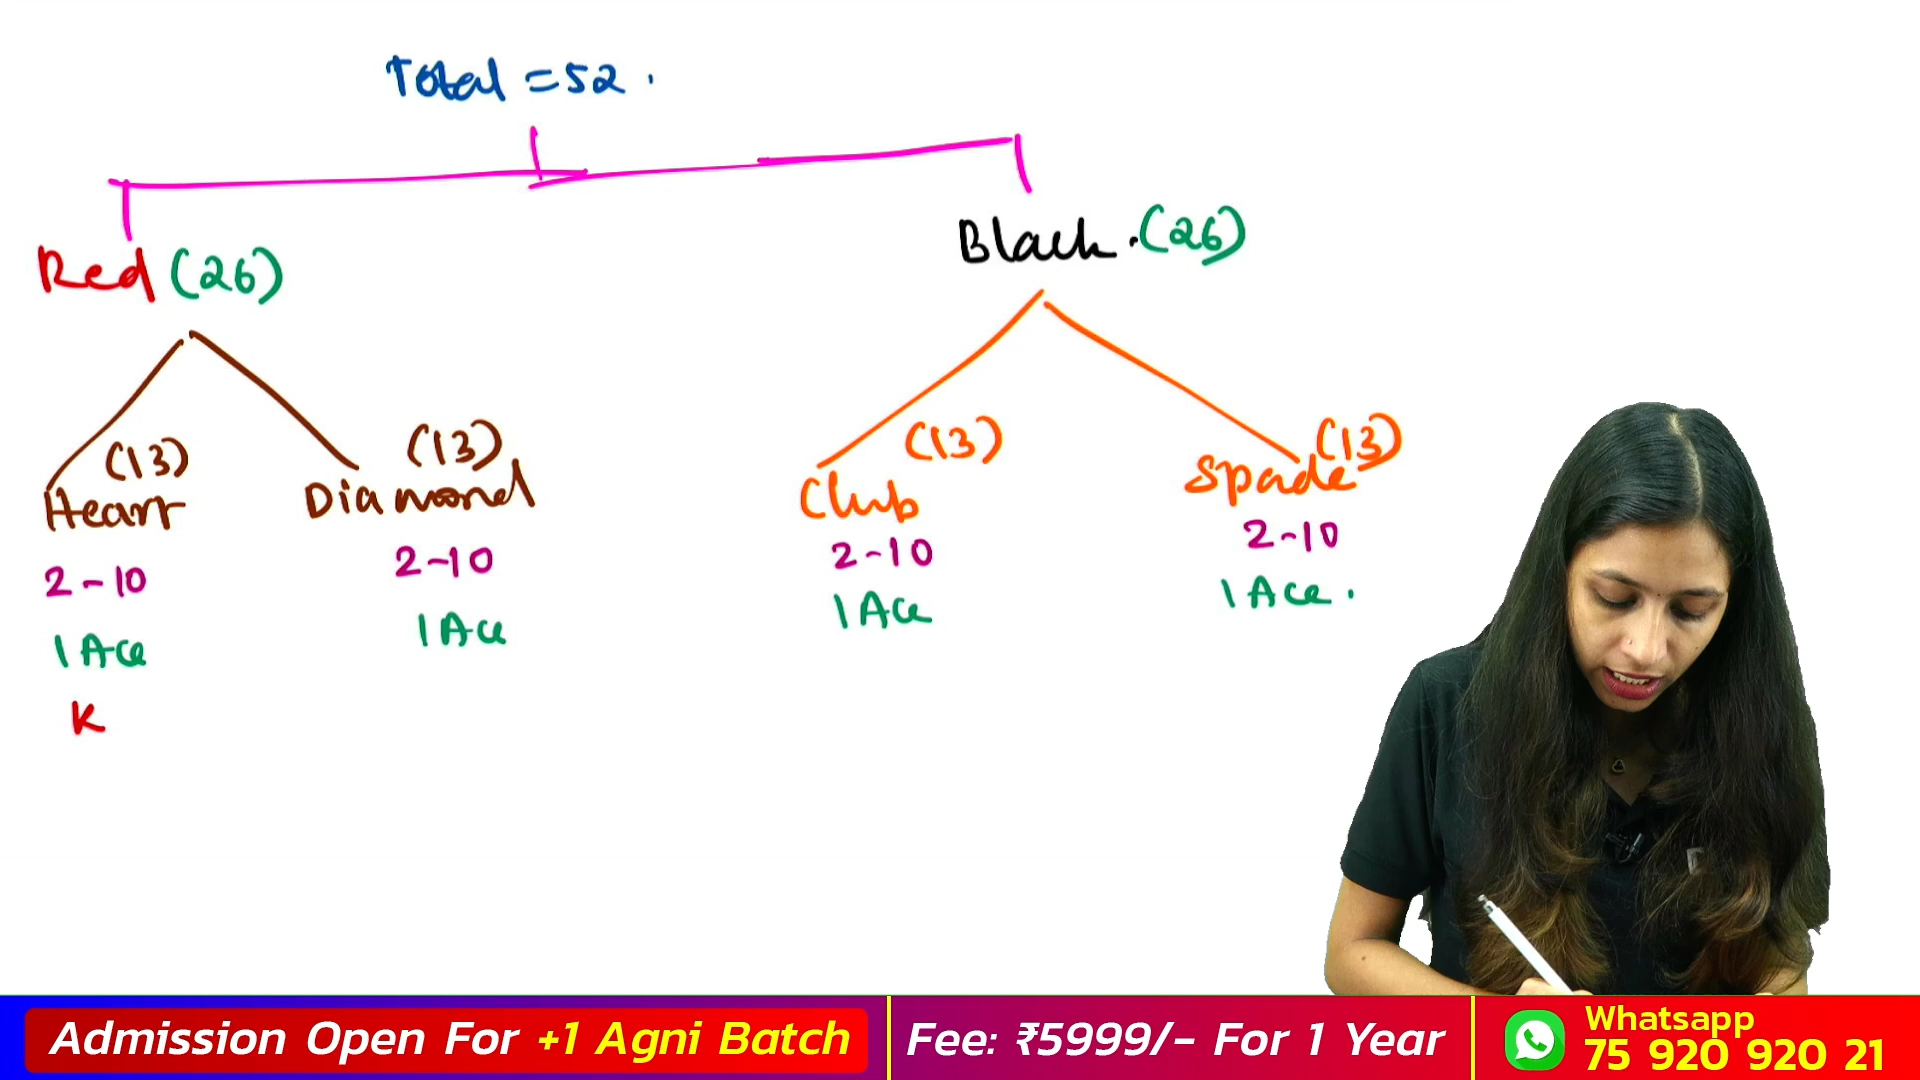 Total = 52.
Red (26)
Black. (26)
(13)
Heart
2-10
1 Ace
K
(13)
Diamond
2-10
1 Ace
(13)
Club
2-10
1 Ace
(13)
Spade
2-10
1 Ace.
Admission Open For +1 Agni Batch
Fee: ₹5999/- For 1 Year
Whatsapp
75 920 920 21